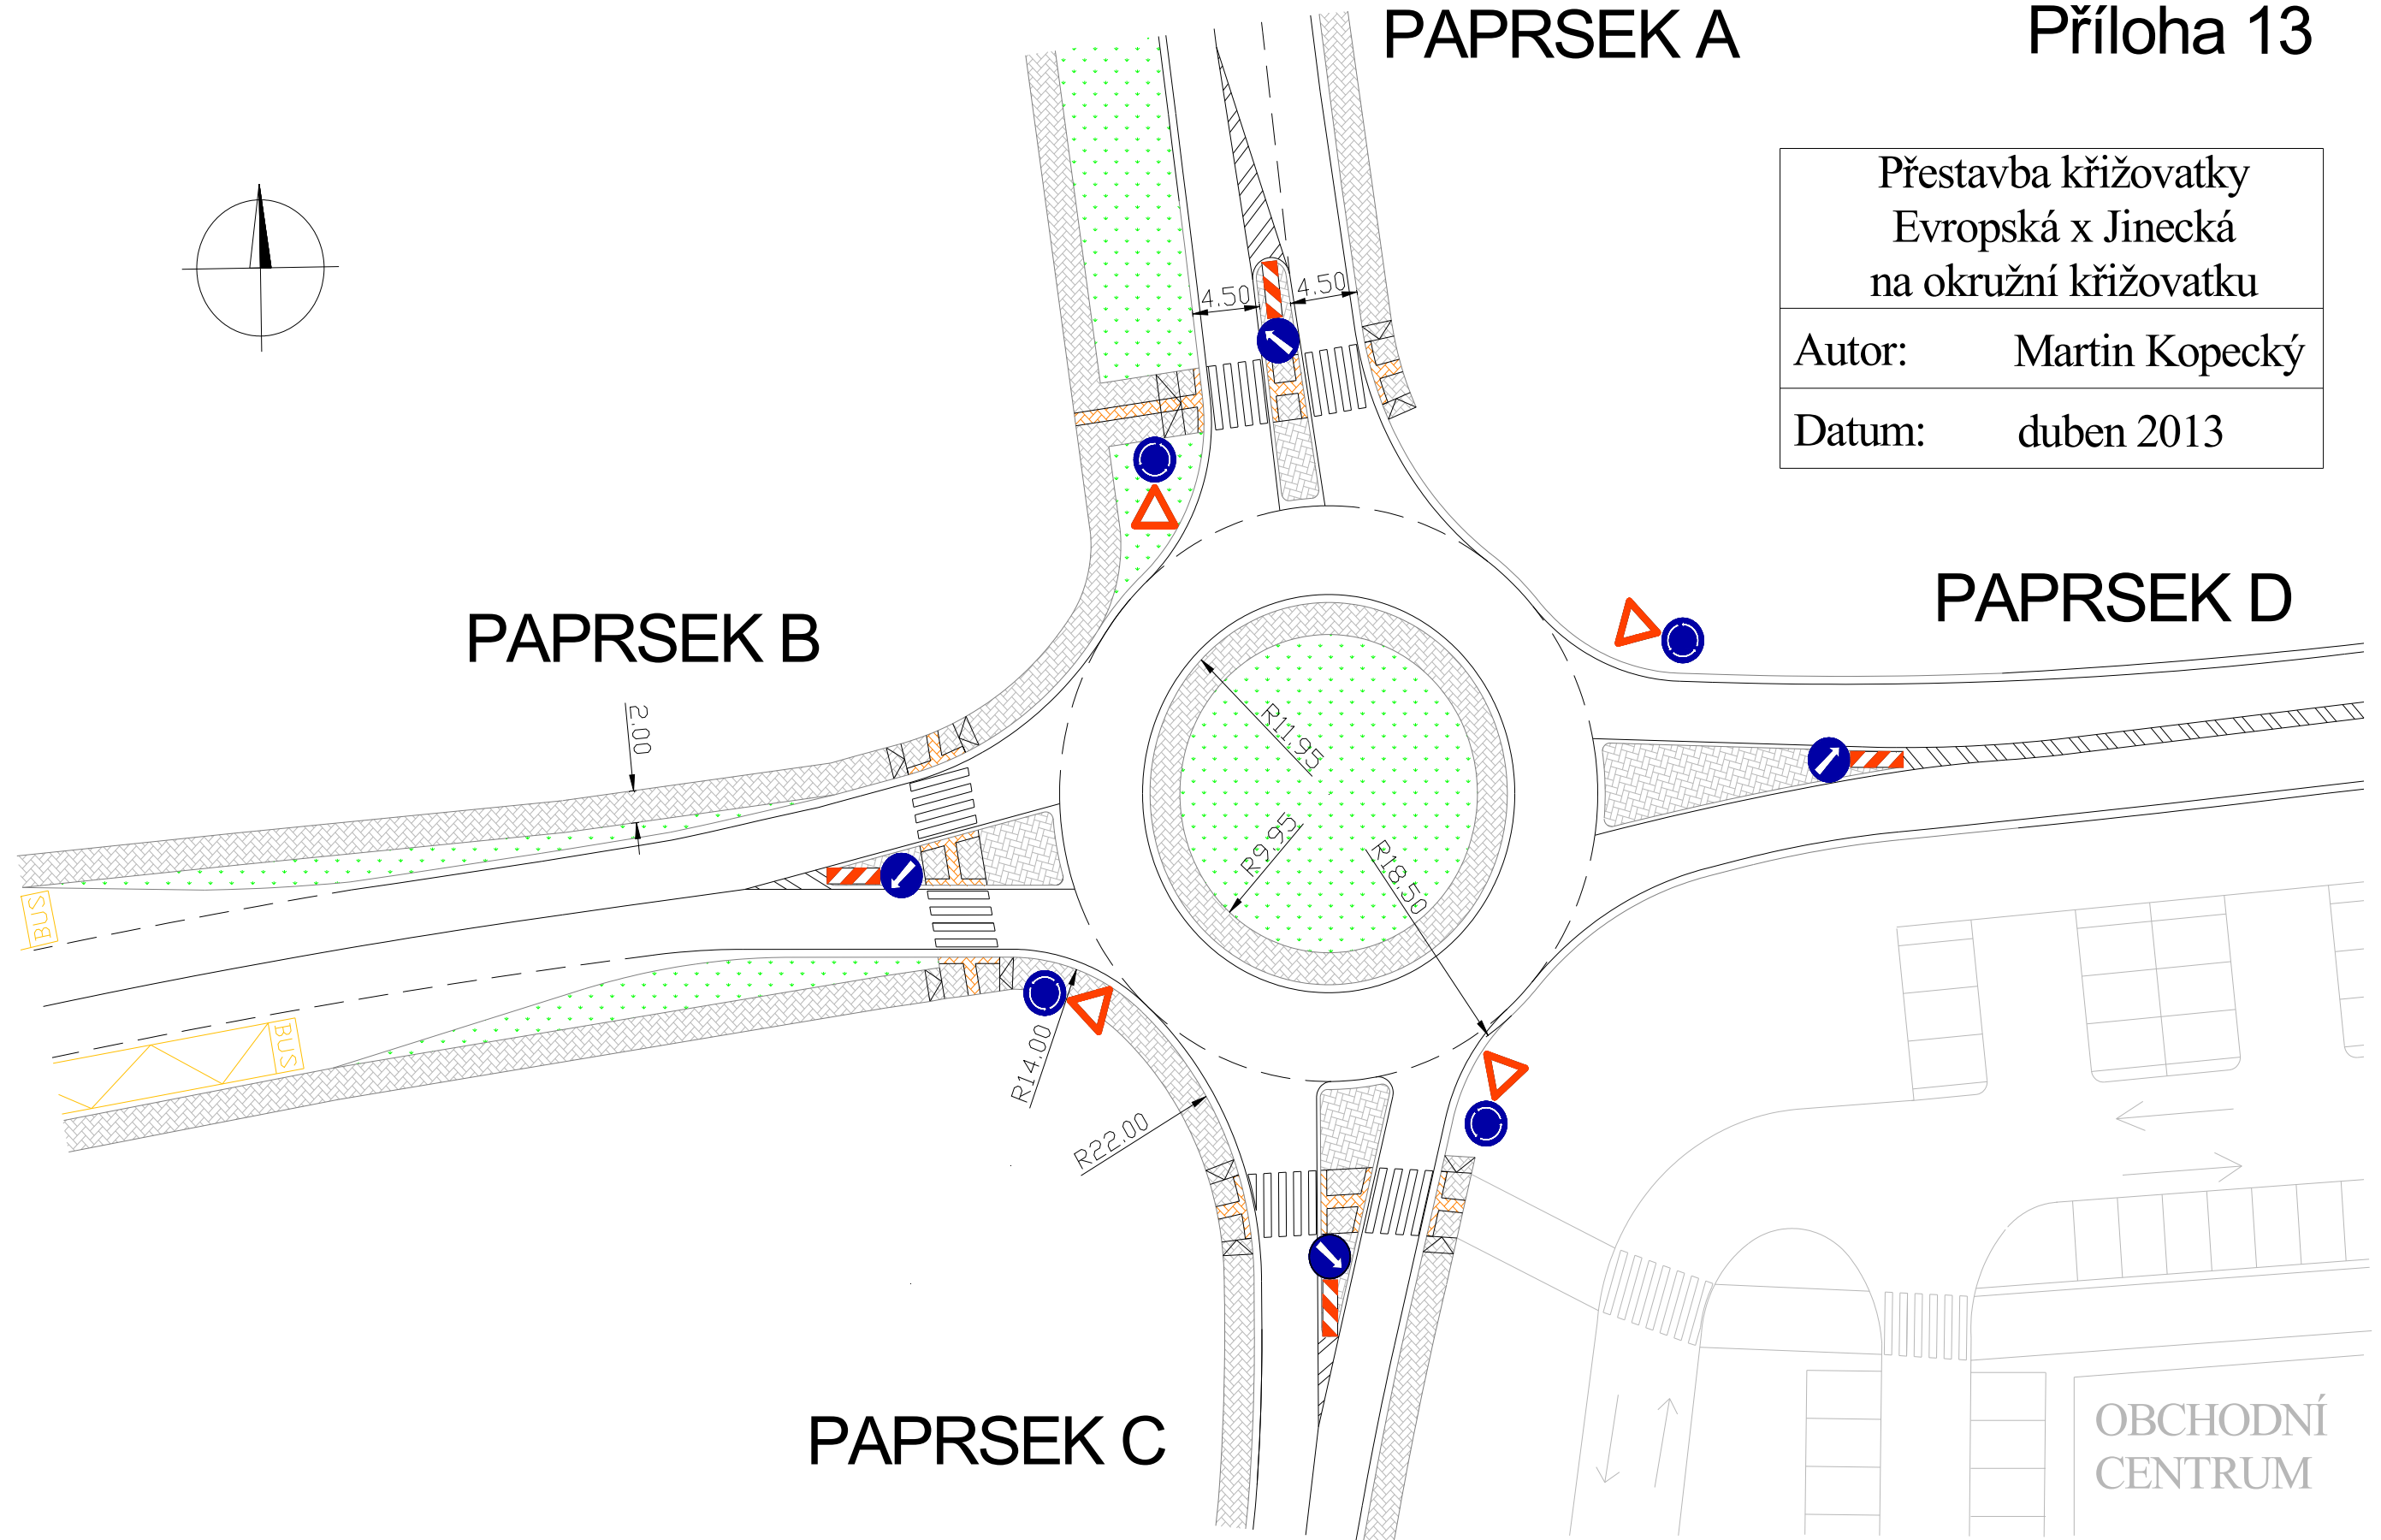 PAPRSEK A
Příloha 13
Přestavba křižovatky
Evropská x Jinecká
na okružní křižovatku
Autor: Martin Kopecký
Datum: duben 2013
4.50
4.50
PAPRSEK B
PAPRSEK D
2.00
R11.95
R9.95
R18.50
BUS
BUS
R14.00
R22.00
PAPRSEK C
OBCHODNÍ
CENTRUM